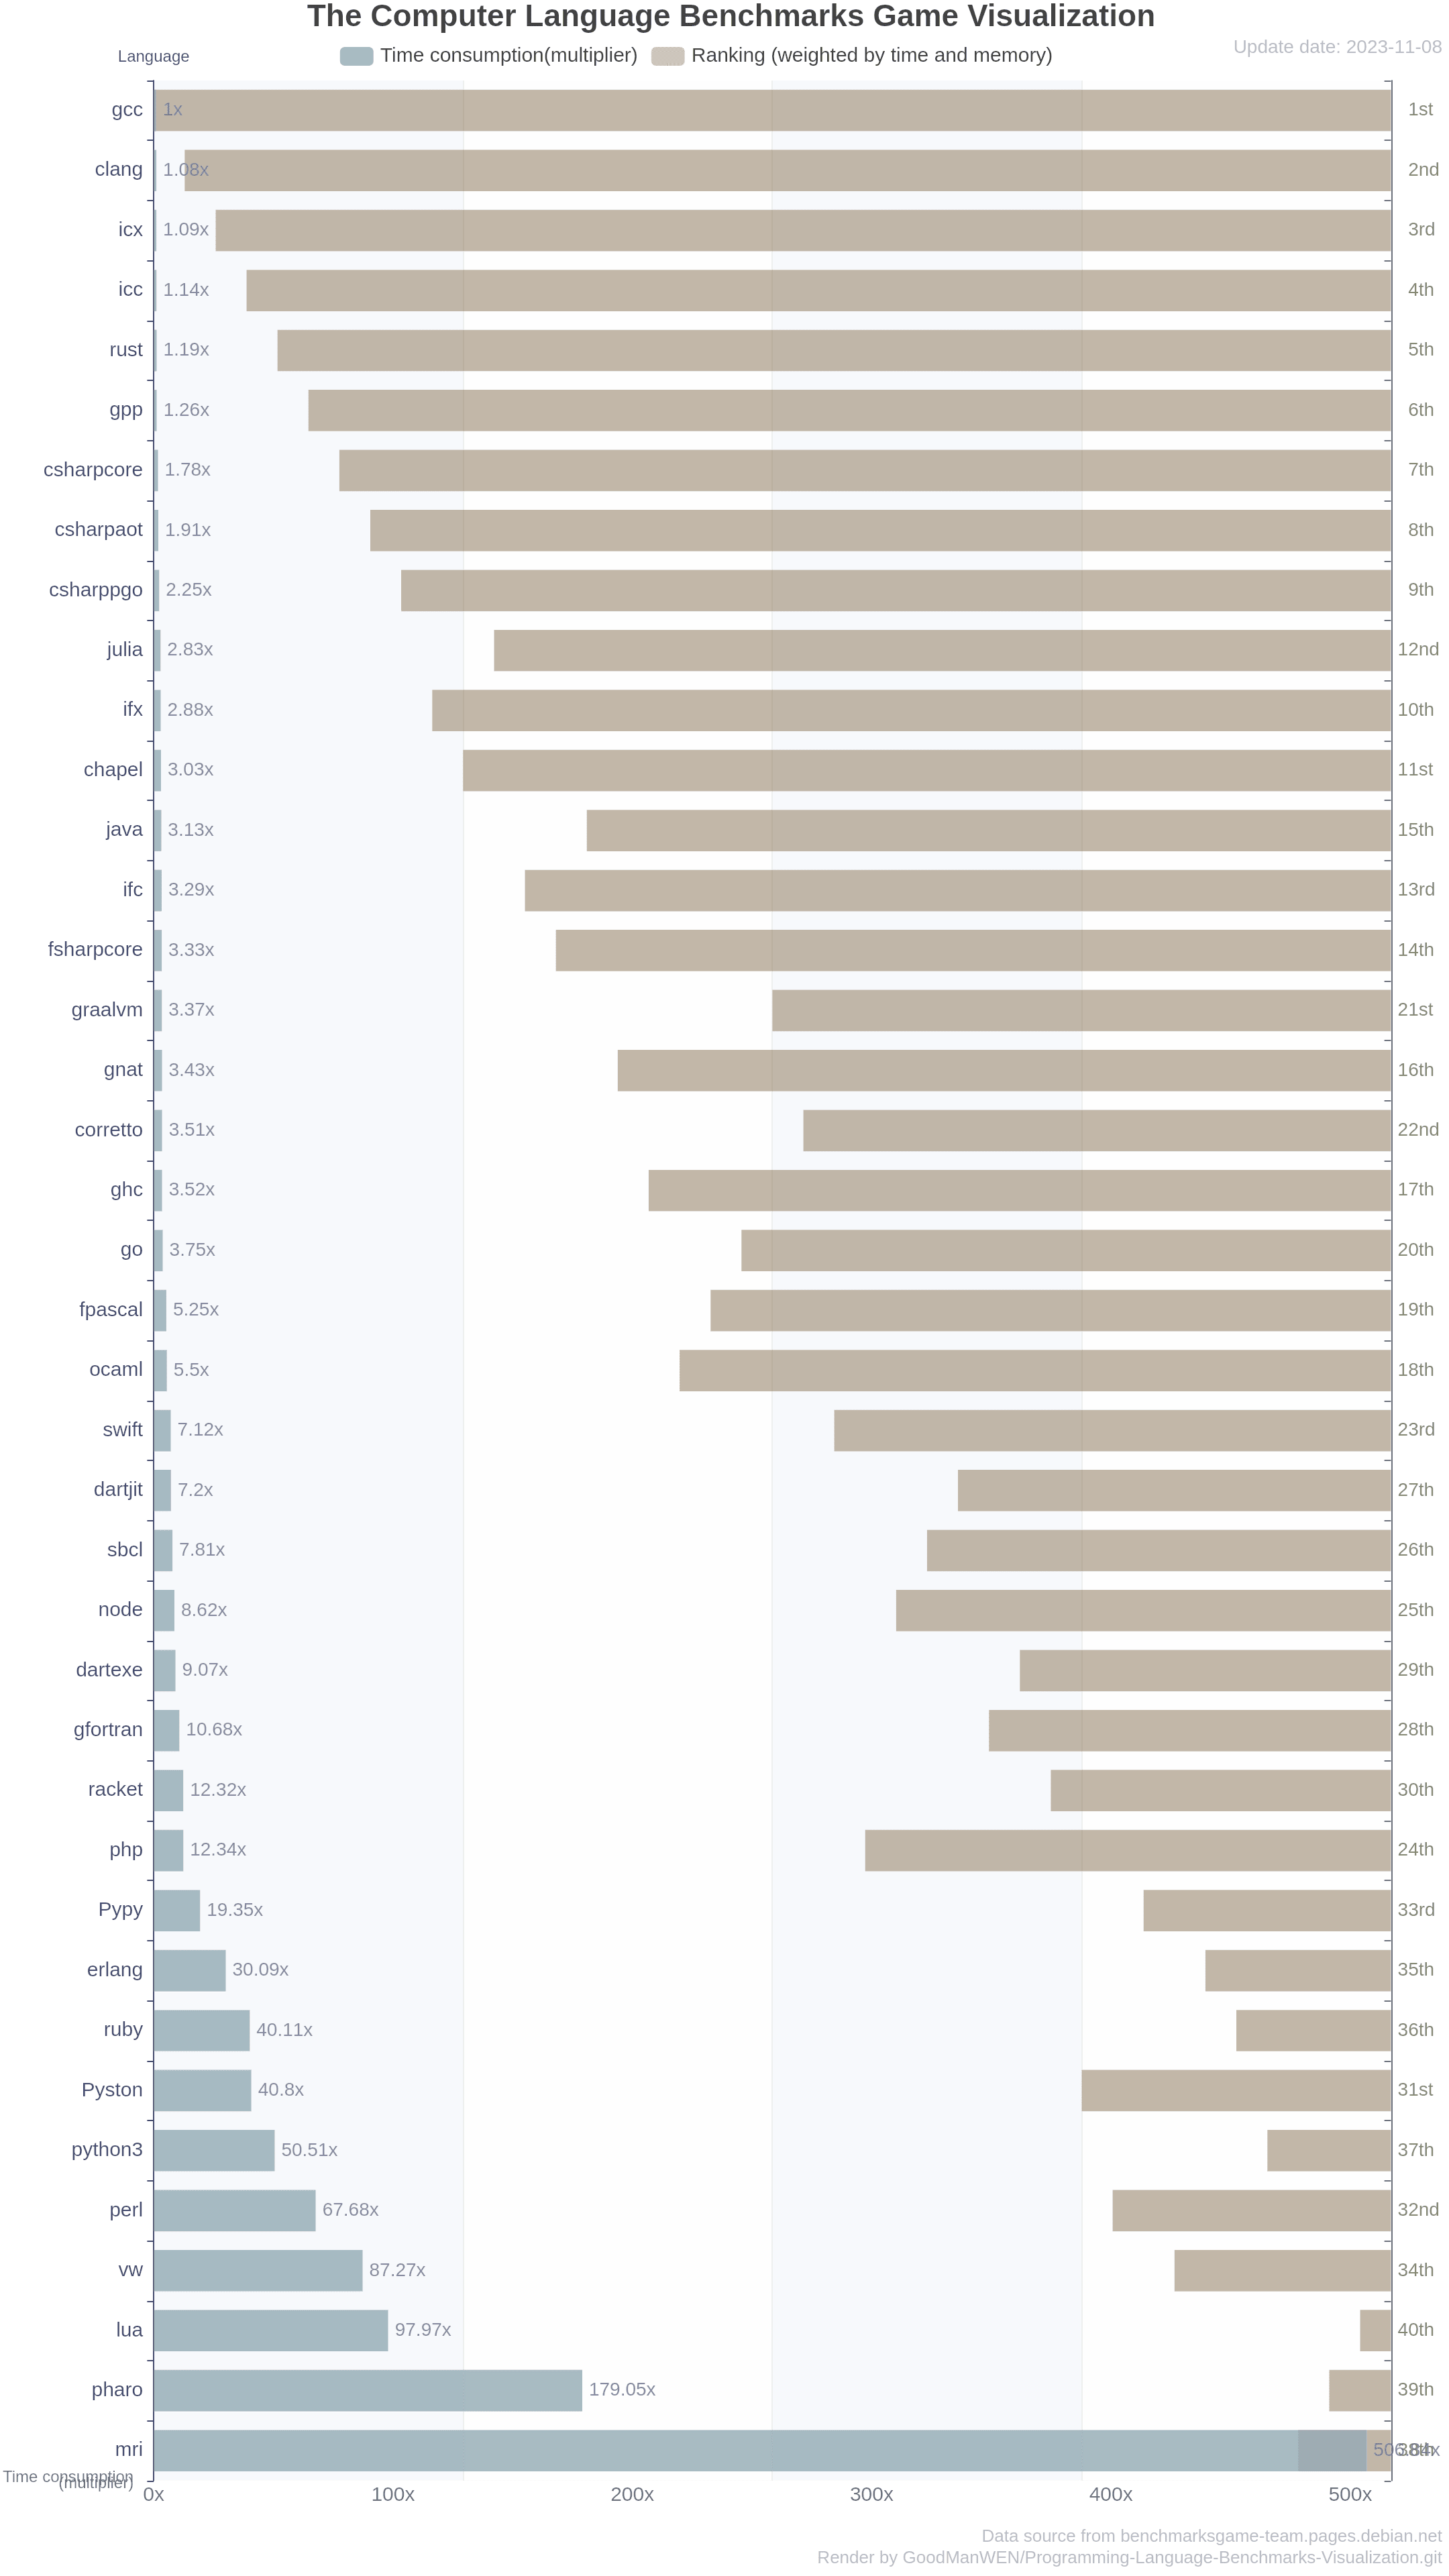 The Computer Language Benchmarks Game Visualization
Language
Time consumption(multiplier) Ranking (weighted by time and memory)
Update date: 2023-11-08
gcc 1x 1st
clang 1.08x 2nd
icx 1.09x 3rd
icc 1.14x 4th
rust 1.19x 5th
gpp 1.26x 6th
csharpcore 1.78x 7th
csharpaot 1.91x 8th
csharppgo 2.25x 9th
julia 2.83x 12nd
ifx 2.88x 10th
chapel 3.03x 11st
java 3.13x 15th
ifc 3.29x 13rd
fsharpcore 3.33x 14th
graalvm 3.37x 21st
gnat 3.43x 16th
corretto 3.51x 22nd
ghc 3.52x 17th
go 3.75x 20th
fpascal 5.25x 19th
ocaml 5.5x 18th
swift 7.12x 23rd
dartjit 7.2x 27th
sbcl 7.81x 26th
node 8.62x 25th
dartexe 9.07x 29th
gfortran 10.68x 28th
racket 12.32x 30th
php 12.34x 24th
Pypy 19.35x 33rd
erlang 30.09x 35th
ruby 40.11x 36th
Pyston 40.8x 31st
python3 50.51x 37th
perl 67.68x 32nd
vw 87.27x 34th
lua 97.97x 40th
pharo 179.05x 39th
mri 506.84x 38th
Time consumption
(multiplier)
0x 100x 200x 300x 400x 500x
Data source from benchmarksgame-team.pages.debian.net
Render by GoodManWEN/Programming-Language-Benchmarks-Visualization.git